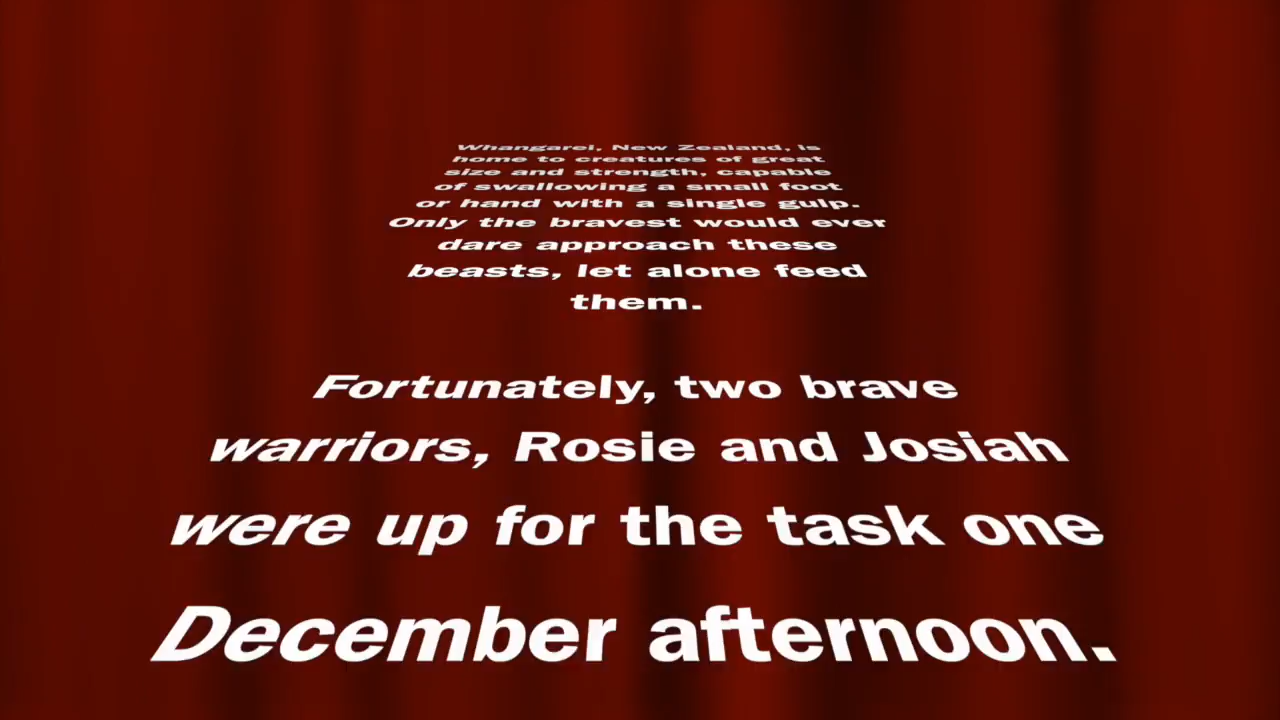 Whangarei, New Zealand, is
home to creatures of great
size and strength, capable
of swallowing a small foot
or hand with a single gulp.
Only the bravest would ever
dare approach these
beasts, let alone feed
them.
Fortunately, two brave
warriors, Rosie and Josiah
were up for the task one
December afternoon.